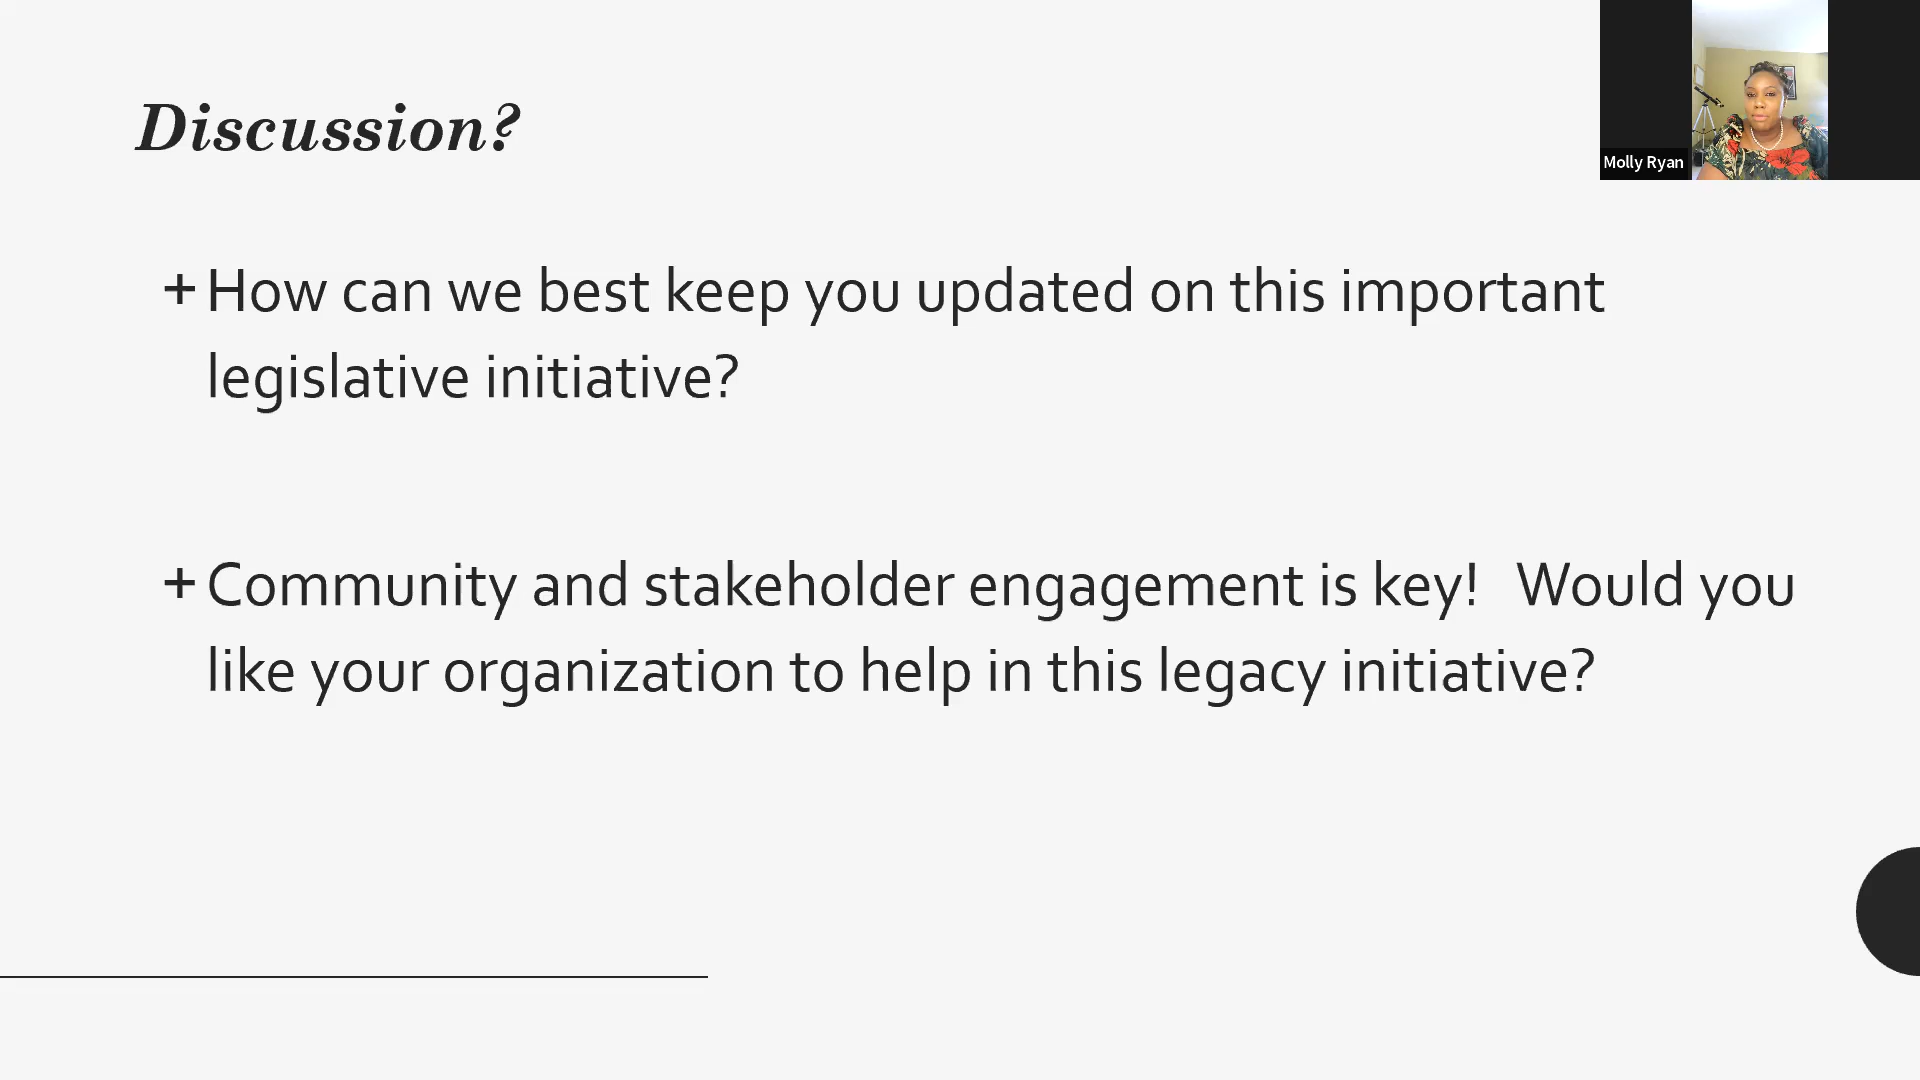 Discussion?
Molly Ryan
+ How can we best keep you updated on this important
legislative initiative?
+ Community and stakeholder engagement is key!   Would you
like your organization to help in this legacy initiative?